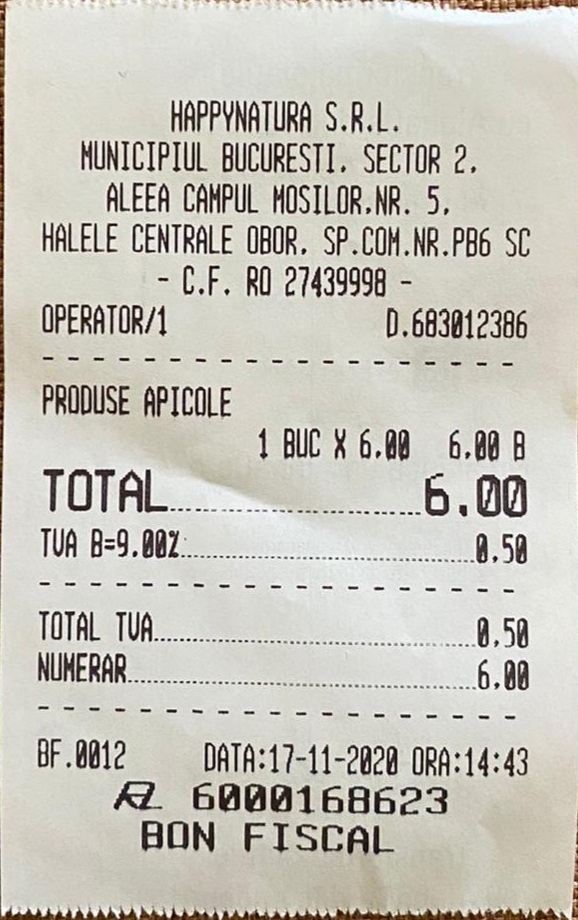 HAPPYNATURA S.R.L.
MUNICIPIUL BUCURESTI, SECTOR 2,
ALEEA CAMPUL MOSILOR,NR. 5,
HALELE CENTRALE OBOR, SP.COM.NR.PB6 SC
- C.F. RO 27439998 -
OPERATOR/1 D.683012386
PRODUSE APICOLE
1 BUC X 6.00 6.00 B
TOTAL 6.00
TVA B=9.00% 0.50
TOTAL TVA 0.50
NUMERAR 6.00
BF.0012 DATA:17-11-2020 ORA:14:43
6000168623
BON FISCAL